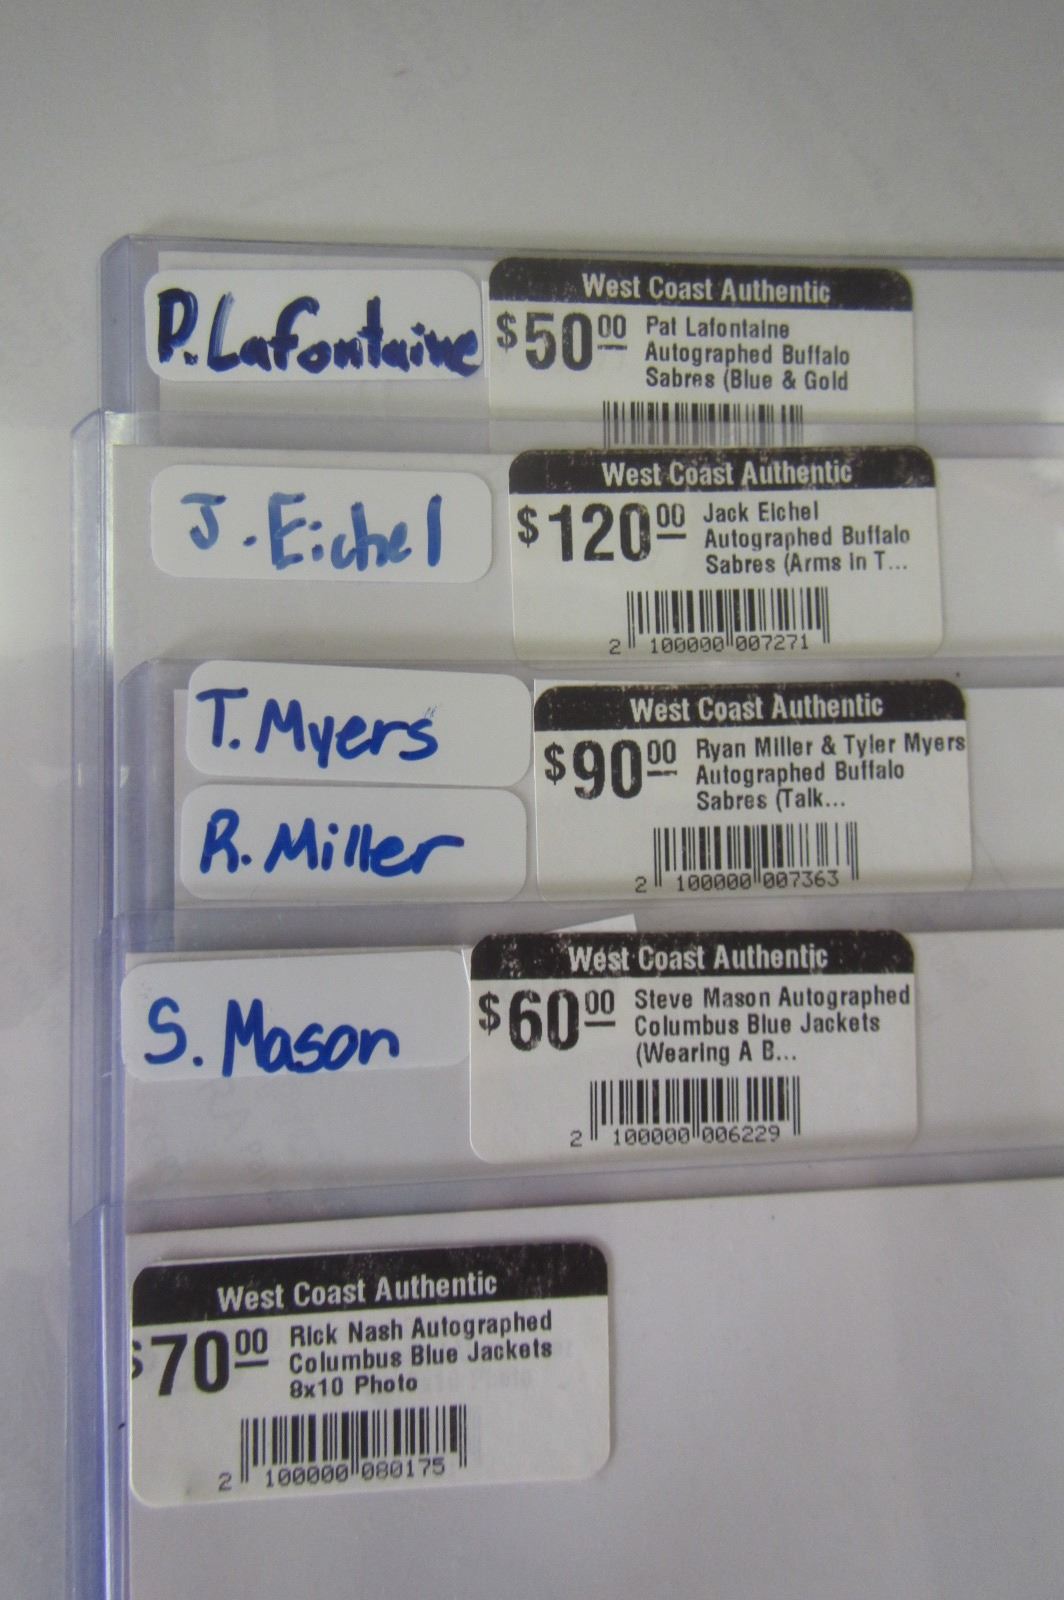 P. Lafontaine
West Coast Authentic
$50.00 Pat Lafontaine
Autographed Buffalo
Sabres (Blue & Gold
J. Eichel
West Coast Authentic
$120.00 Jack Eichel
Autographed Buffalo
Sabres (Arms In T...
2 100000 007271
T. Myers
R. Miller
West Coast Authentic
$90.00 Ryan Miller & Tyler Myers
Autographed Buffalo
Sabres (Talk...
2 100000 007363
S. Mason
West Coast Authentic
$60.00 Steve Mason Autographed
Columbus Blue Jackets
(Wearing A B...
2 100000 006229
West Coast Authentic
$70.00 Rick Nash Autographed
Columbus Blue Jackets
8x10 Photo
2 100000 080175